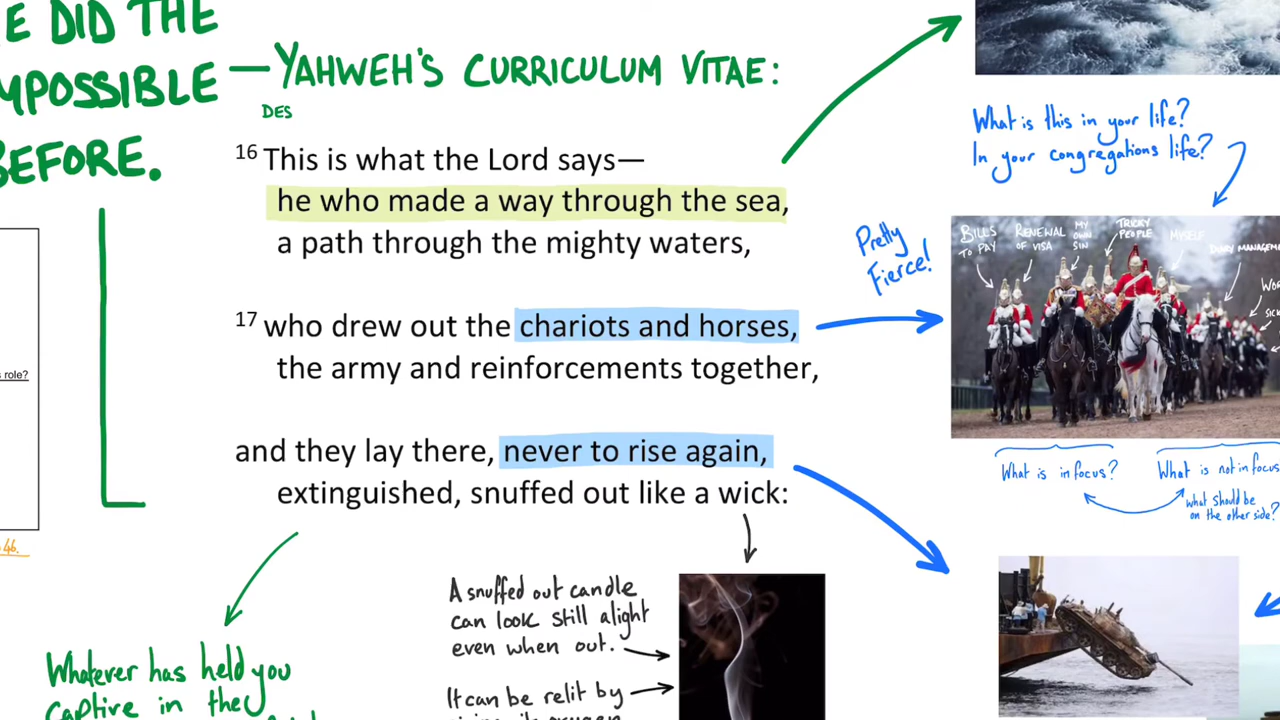 E DID THE
MPOSSIBLE
BEFORE.
—YAHWEH'S CURRICULUM VITAE:
DES
16 This is what the Lord says—
he who made a way through the sea,
a path through the mighty waters,
17 who drew out the chariots and horses,
the army and reinforcements together,
and they lay there, never to rise again,
extinguished, snuffed out like a wick:
Pretty
Fierce!
What is this in your life?
In your congregations life?
BILLS
TO PAY
RENEWAL
OF VISA
MY
OWN
SIN
TRICKY
PEOPLE
MYSELF
DIARY MANAGEM
WOR
SICK
What is in focus?
What is not in focus
what should be
on the other side?
s role?
46.
A snuffed out candle
can look still alight
even when out.
It can be relit by
Whatever has held you
captive in the